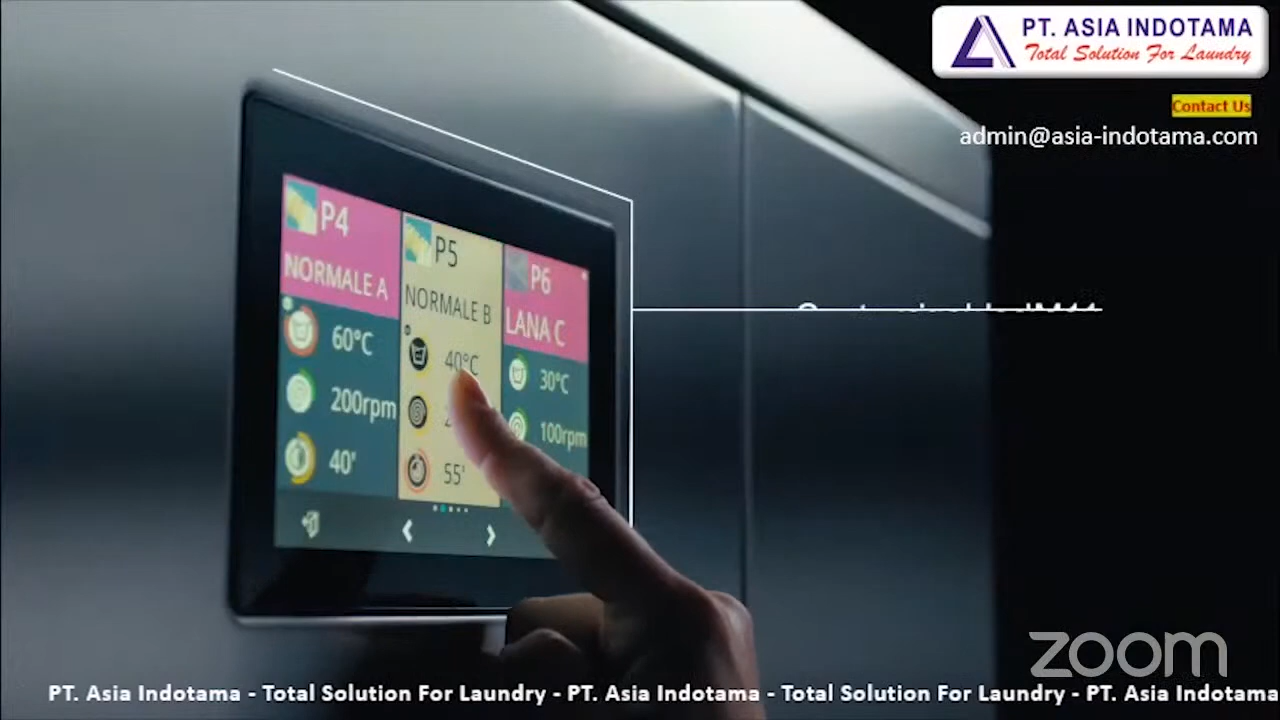 PT. ASIA INDOTAMA
Total Solution For Laundry
Contact Us
admin@asia-indotama.com
P4
NORMALE A
60°C
200rpm
40'
P5
NORMALE B
40°C
55'
P6
LANA C
30°C
100rpm
zoom
PT. Asia Indotama - Total Solution For Laundry - PT. Asia Indotama - Total Solution For Laundry - PT. Asia Indotama